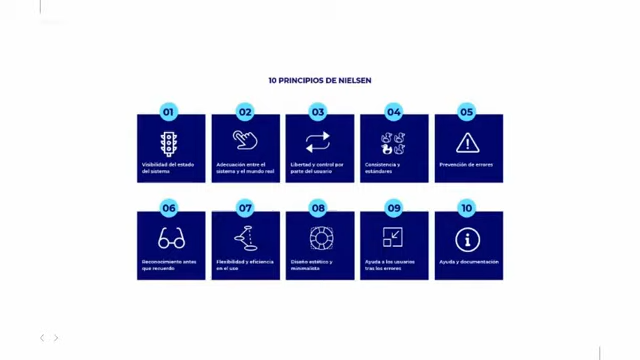 10 PRINCIPIOS DE NIELSEN
01
02
03
04
05
Visibilidad del estado
del sistema
Adecuación entre el
sistema y el mundo real
Libertad y control por
parte del usuario
Consistencia y
estándares
Prevención de errores
06
07
08
09
10
Reconocimiento antes
que recuerdo
Flexibilidad y eficiencia
en el uso
Diseño estético y
minimalista
Ayuda a los usuarios
tras los errores
Ayuda y documentación